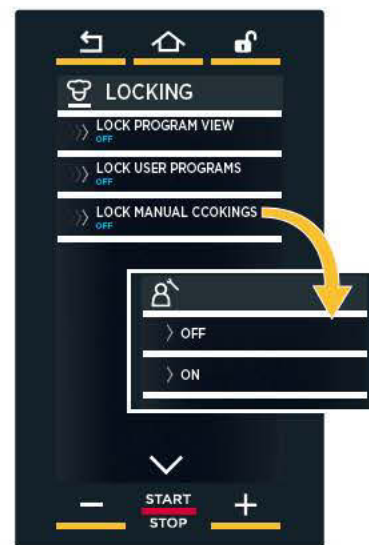 LOCKING
LOCK PROGRAM VIEW
OFF
LOCK USER PROGRAMS
OFF
LOCK MANUAL CCOKINGS
OFF
OFF
ON
START
STOP